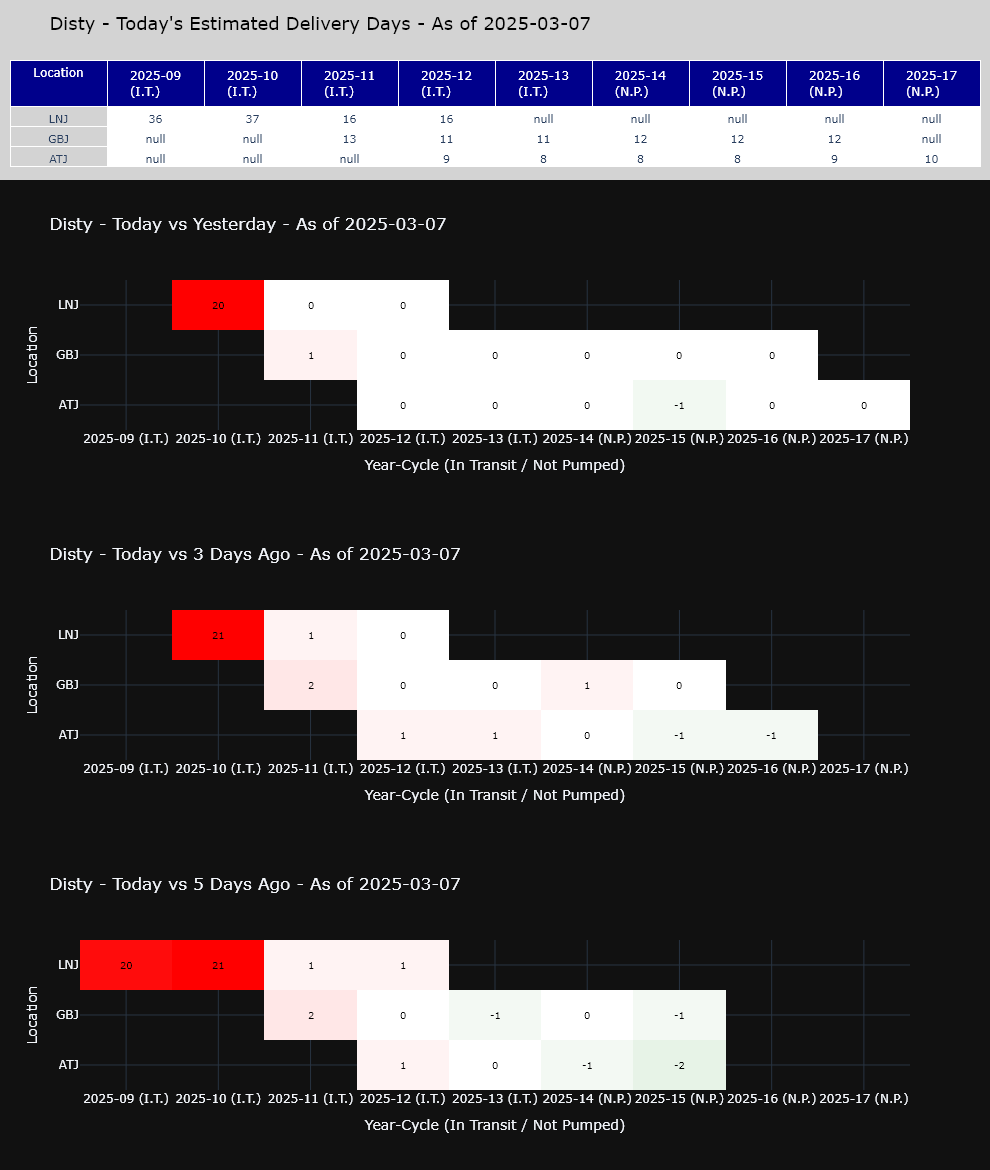 Disty - Today's Estimated Delivery Days - As of 2025-03-07
Location 2025-09 (I.T.) 2025-10 (I.T.) 2025-11 (I.T.) 2025-12 (I.T.) 2025-13 (I.T.) 2025-14 (N.P.) 2025-15 (N.P.) 2025-16 (N.P.) 2025-17 (N.P.)
LNJ 36 37 16 16 null null null null null
GBJ null null 13 11 11 12 12 12 null
ATJ null null null 9 8 8 8 9 10
Disty - Today vs Yesterday - As of 2025-03-07
LNJ 20 0 0
GBJ 1 0 0 0 0 0
ATJ 0 0 0 -1 0 0
Location
2025-09 (I.T.) 2025-10 (I.T.) 2025-11 (I.T.) 2025-12 (I.T.) 2025-13 (I.T.) 2025-14 (N.P.) 2025-15 (N.P.) 2025-16 (N.P.) 2025-17 (N.P.)
Year-Cycle (In Transit / Not Pumped)
Disty - Today vs 3 Days Ago - As of 2025-03-07
LNJ 21 1 0
GBJ 2 0 0 1 0
ATJ 1 1 0 -1 -1
Location
2025-09 (I.T.) 2025-10 (I.T.) 2025-11 (I.T.) 2025-12 (I.T.) 2025-13 (I.T.) 2025-14 (N.P.) 2025-15 (N.P.) 2025-16 (N.P.) 2025-17 (N.P.)
Year-Cycle (In Transit / Not Pumped)
Disty - Today vs 5 Days Ago - As of 2025-03-07
LNJ 20 21 1 1
GBJ 2 0 -1 0 -1
ATJ 1 0 -1 -2
Location
2025-09 (I.T.) 2025-10 (I.T.) 2025-11 (I.T.) 2025-12 (I.T.) 2025-13 (I.T.) 2025-14 (N.P.) 2025-15 (N.P.) 2025-16 (N.P.) 2025-17 (N.P.)
Year-Cycle (In Transit / Not Pumped)